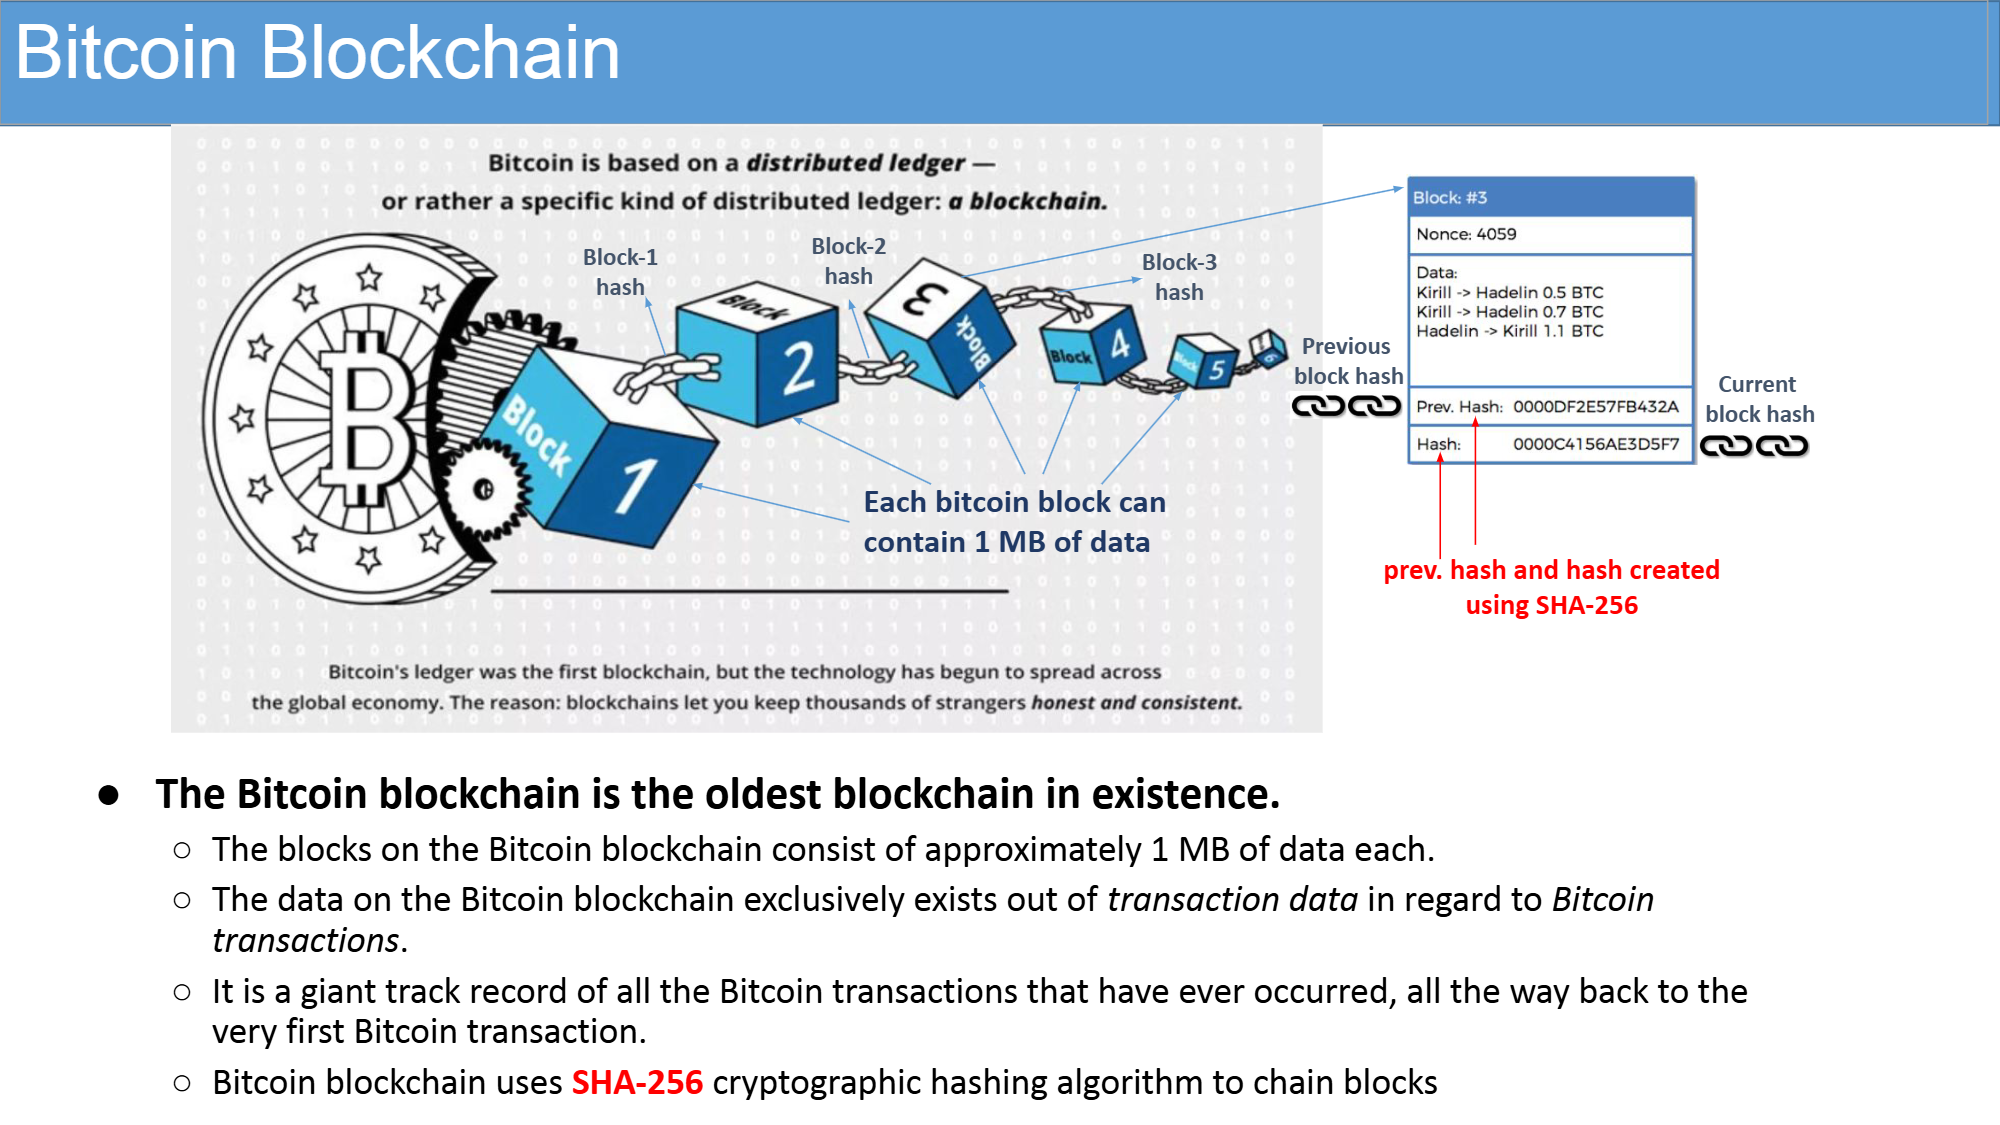 Bitcoin Blockchain
Bitcoin is based on a distributed ledger —
or rather a specific kind of distributed ledger: a blockchain.
Block-1
hash
Block-2
hash
Block-3
hash
Block
1
Block
2
3
Block
Block
4
Block
5
6
Each bitcoin block can
contain 1 MB of data
Bitcoin's ledger was the first blockchain, but the technology has begun to spread across
the global economy. The reason: blockchains let you keep thousands of strangers honest and consistent.
Previous
block hash
Block: #3
Nonce: 4059
Data:
Kirill -> Hadelin 0.5 BTC
Kirill -> Hadelin 0.7 BTC
Hadelin -> Kirill 1.1 BTC
Prev. Hash: 0000DF2E57FB432A
Hash: 0000C4156AE3D5F7
Current
block hash
prev. hash and hash created
using SHA-256
● The Bitcoin blockchain is the oldest blockchain in existence.
○ The blocks on the Bitcoin blockchain consist of approximately 1 MB of data each.
○ The data on the Bitcoin blockchain exclusively exists out of transaction data in regard to Bitcoin
transactions.
○ It is a giant track record of all the Bitcoin transactions that have ever occurred, all the way back to the
very first Bitcoin transaction.
○ Bitcoin blockchain uses SHA-256 cryptographic hashing algorithm to chain blocks